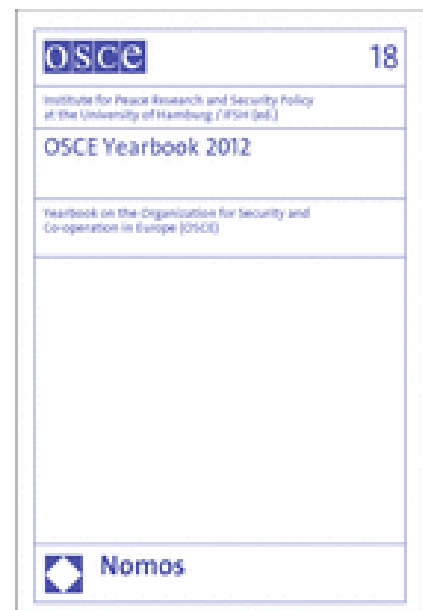 osce
18
Institute for Peace Research and Security Policy
at the University of Hamburg / IFSH (ed.)
OSCE Yearbook 2012
Yearbook on the Organization for Security and
Co-operation in Europe (OSCE)
Nomos